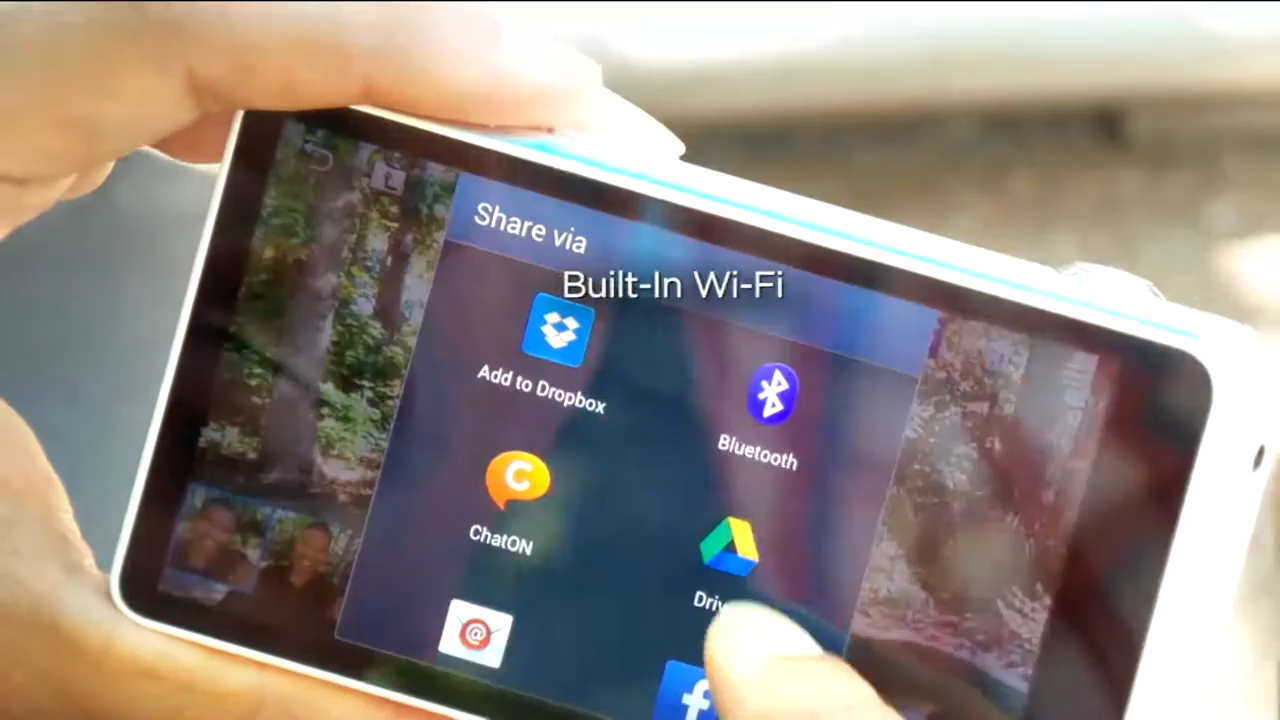 Share via
Built-In Wi-Fi
Add to Dropbox
Bluetooth
C
ChatON
@
f